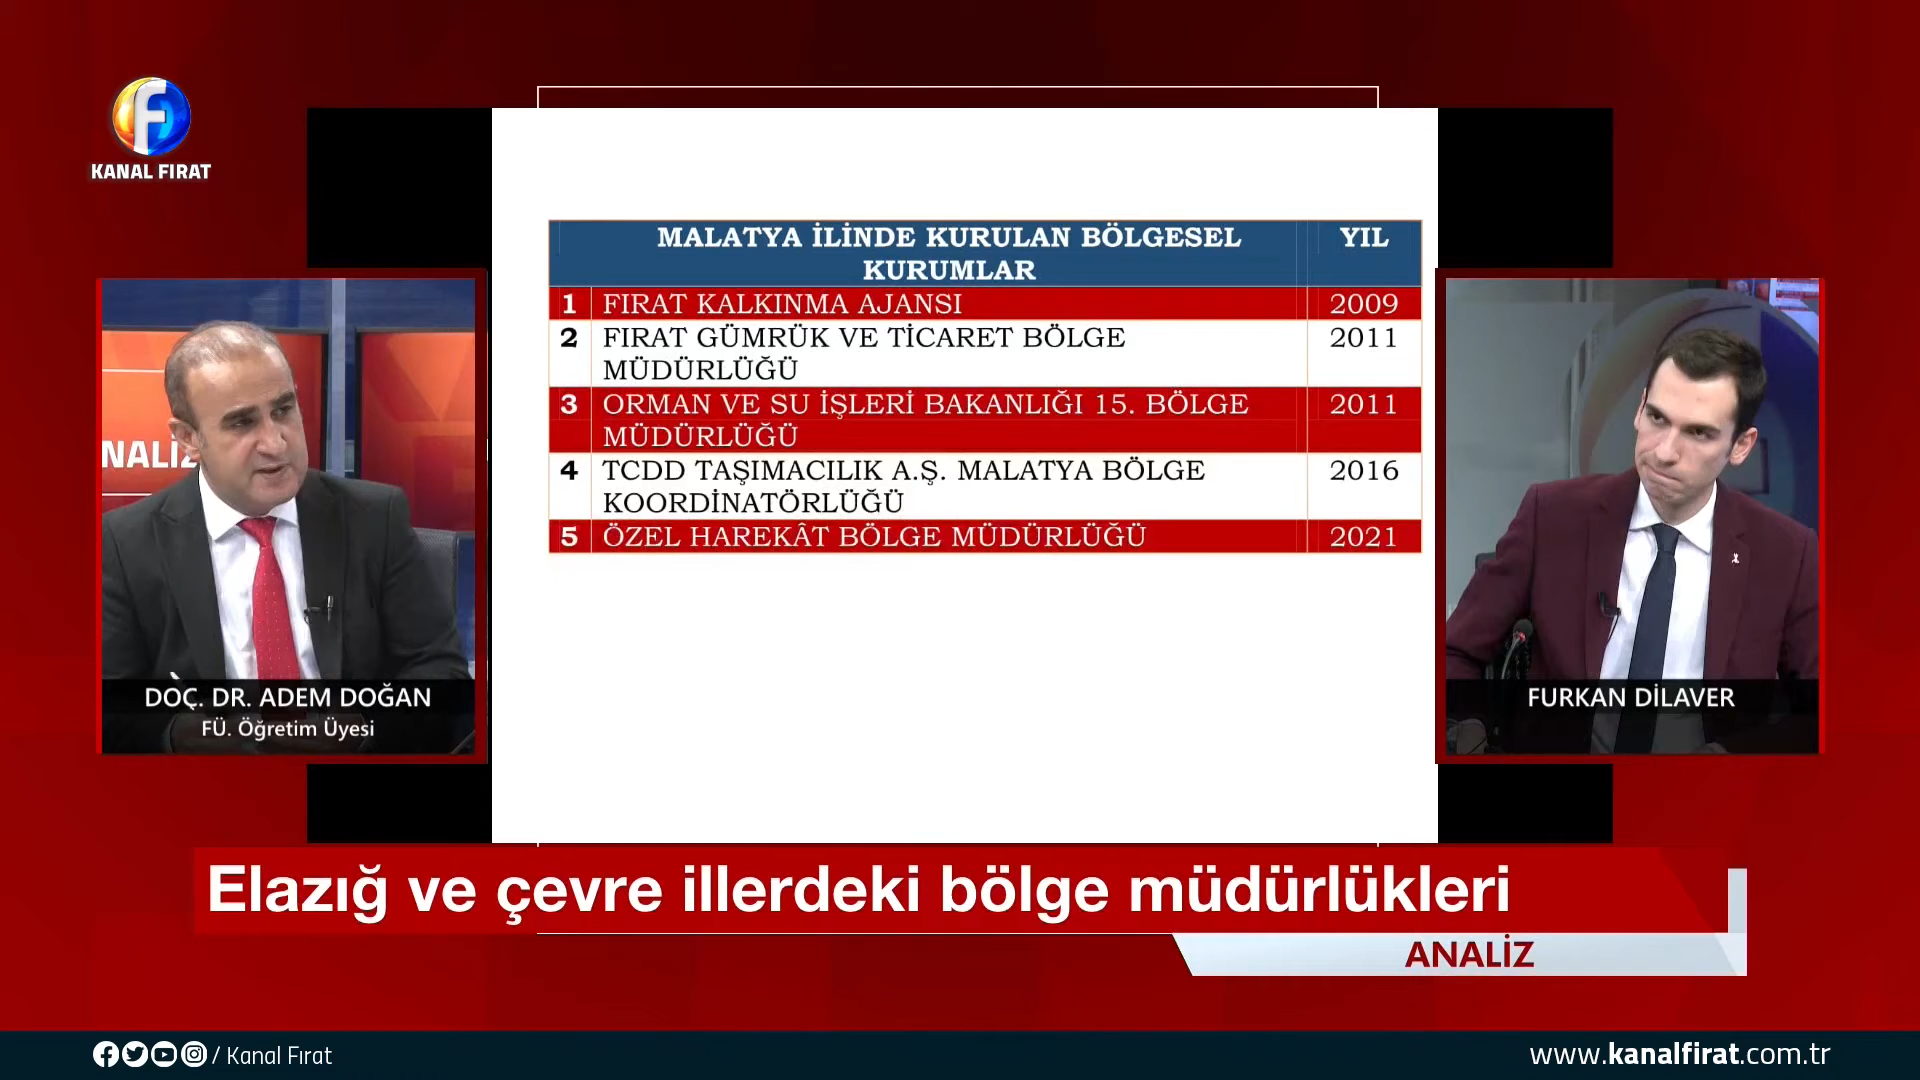 KANAL FIRAT
MALATYA İLİNDE KURULAN BÖLGESEL
KURUMLAR
YIL
1 FIRAT KALKINMA AJANSI 2009
2 FIRAT GÜMRÜK VE TİCARET BÖLGE 2011
MÜDÜRLÜĞÜ
3 ORMAN VE SU İŞLERİ BAKANLIĞI 15. BÖLGE 2011
MÜDÜRLÜĞÜ
4 TCDD TAŞIMACILIK A.Ş. MALATYA BÖLGE 2016
KOORDİNATÖRLÜĞÜ
5 ÖZEL HAREKÂT BÖLGE MÜDÜRLÜĞÜ 2021
NALİZ
DOÇ. DR. ADEM DOĞAN
FÜ. Öğretim Üyesi
FURKAN DİLAVER
Elazığ ve çevre illerdeki bölge müdürlükleri
ANALİZ
/ Kanal Fırat
www.kanalfirat.com.tr